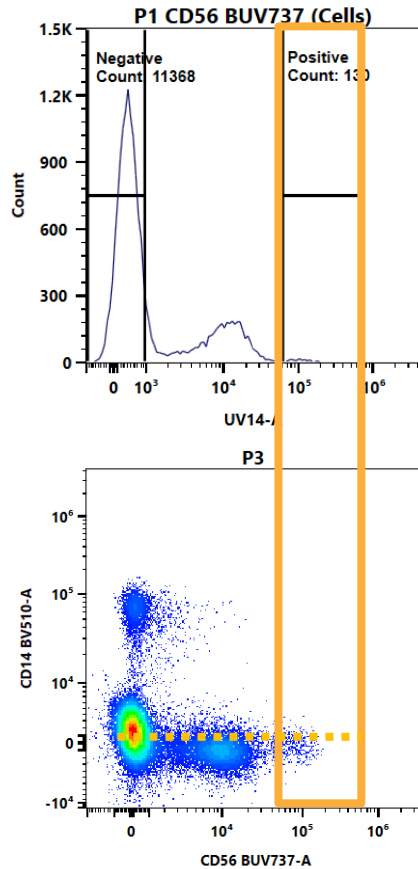 P1 CD56 BUV737 (Cells)
1.5K
Negative
Count: 11368
Positive
Count: 130
1.2K
900
600
300
0
Count
0 10³ 10⁴ 10⁵ 10⁶
UV14-A
P3
10⁶
10⁵
10⁴
0
-10⁴
CD14 BV510-A
0 10⁴ 10⁵ 10⁶
CD56 BUV737-A